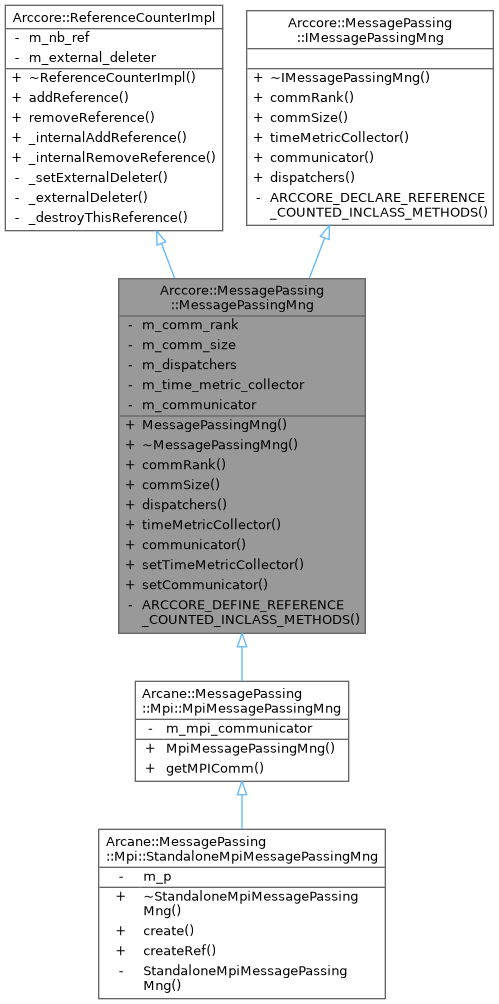 Arccore::ReferenceCounterImpl
- m_nb_ref
- m_external_deleter
+ ~ReferenceCounterImpl()
+ addReference()
+ removeReference()
+ _internalAddReference()
+ _internalRemoveReference()
- _setExternalDeleter()
- _externalDeleter()
- _destroyThisReference()
Arccore::MessagePassing
::IMessagePassingMng
+ ~IMessagePassingMng()
+ commRank()
+ commSize()
+ timeMetricCollector()
+ communicator()
+ dispatchers()
- ARCCORE_DECLARE_REFERENCE
_COUNTED_INCLASS_METHODS()
Arccore::MessagePassing
::MessagePassingMng
- m_comm_rank
- m_comm_size
- m_dispatchers
- m_time_metric_collector
- m_communicator
+ MessagePassingMng()
+ ~MessagePassingMng()
+ commRank()
+ commSize()
+ dispatchers()
+ timeMetricCollector()
+ communicator()
+ setTimeMetricCollector()
+ setCommunicator()
- ARCCORE_DEFINE_REFERENCE
_COUNTED_INCLASS_METHODS()
Arcane::MessagePassing
::Mpi::MpiMessagePassingMng
- m_mpi_communicator
+ MpiMessagePassingMng()
+ getMPIComm()
Arcane::MessagePassing
::Mpi::StandaloneMpiMessagePassingMng
- m_p
+ ~StandaloneMpiMessagePassing
Mng()
+ create()
+ createRef()
- StandaloneMpiMessagePassing
Mng()